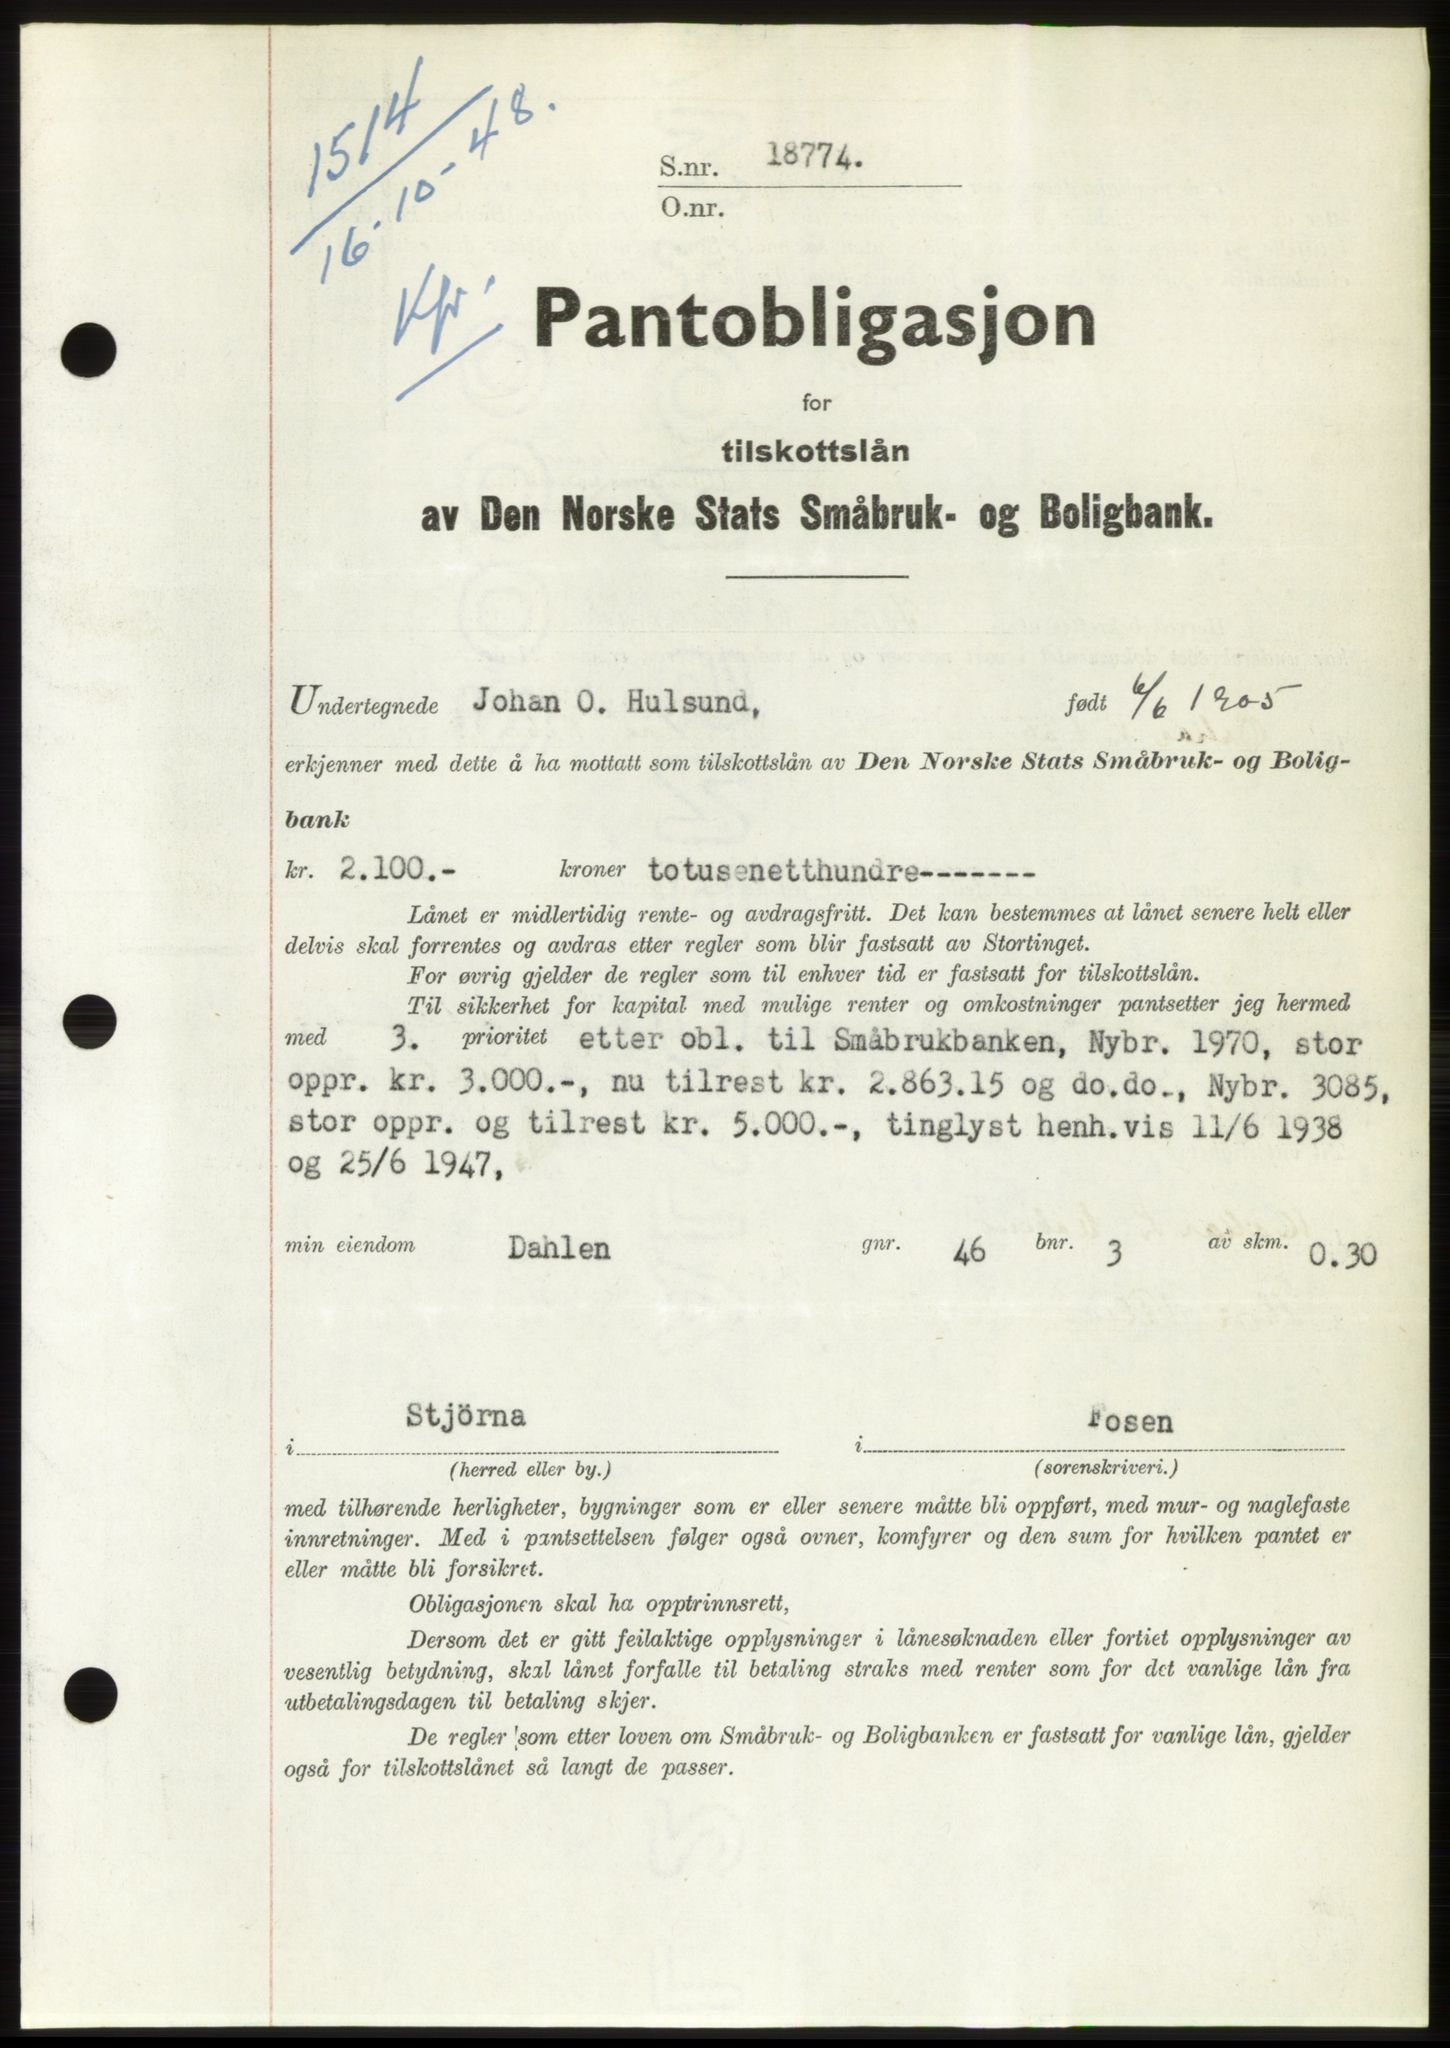 1514
16.-10-48.
Kfr.
S.nr. 18774.
O.nr.
Pantobligasjon
for
tilskottslån
av Den Norske Stats Småbruk- og Boligbank.
Undertegnede Johan O. Hulsund, født 6/6 1905
erkjenner med dette å ha mottatt som tilskottslån av Den Norske Stats Småbruk- og Bolig-
bank
kr. 2.100.- kroner totusenetthundre-------
Lånet er midlertidig rente- og avdragsfritt. Det kan bestemmes at lånet senere helt eller
delvis skal forrentes og avdras etter regler som blir fastsatt av Stortinget.
For øvrig gjelder de regler som til enhver tid er fastsatt for tilskottslån.
Til sikkerhet for kapital med mulige renter og omkostninger pantsetter jeg hermed
med 3. prioritet etter obl. til Småbrukbanken, Nybr. 1970, stor
oppr. kr. 3.000.-, nu tilrest kr. 2.863.15 og do.do., Nybr. 3085,
stor oppr. og tilrest kr. 5.000.-, tinglyst henh.vis 11/6 1938
og 25/6 1947,
min eiendom Dahlen gnr. 46 bnr. 3 av skm. 0.30
i Stjörna i Fosen
(herred eller by.) (sorenskriveri.)
med tilhørende herligheter, bygninger som er eller senere måtte bli oppført, med mur- og naglefaste
innretninger. Med i pantsettelsen følger også ovner, komfyrer og den sum for hvilken pantet er
eller måtte bli forsikret.
Obligasjonen skal ha opptrinnsrett,
Dersom det er gitt feilaktige opplysninger i lånesøknaden eller fortiet opplysninger av
vesentlig betydning, skal lånet forfalle til betaling straks med renter som for det vanlige lån fra
utbetalingsdagen til betaling skjer.
De regler som etter loven om Småbruk- og Boligbanken er fastsatt for vanlige lån, gjelder
også for tilskottslånet så langt de passer.